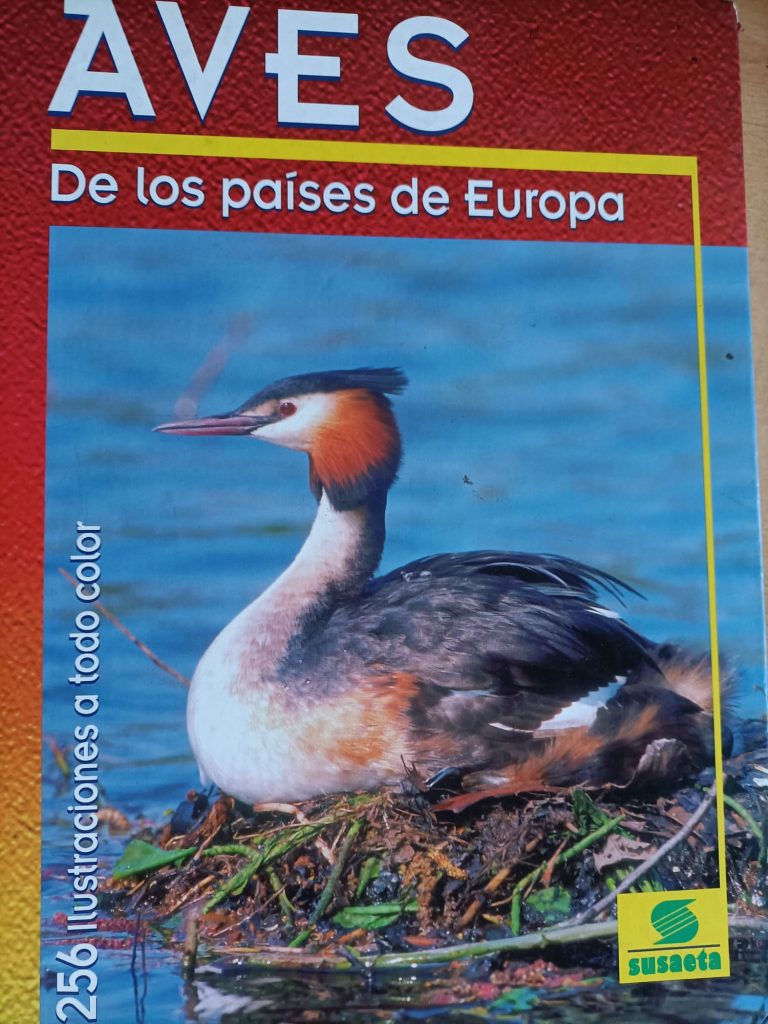 AVES
De los países de Europa
256 Ilustraciones a todo color
susaeta